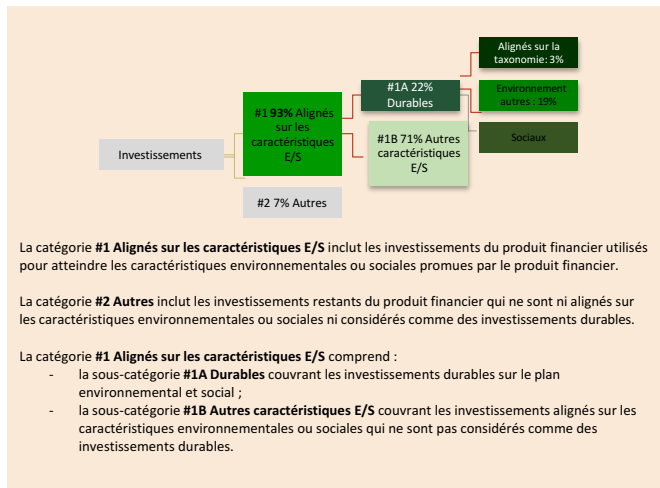 Alignés sur la
taxonomie: 3%
#1A 22%
Durables
Environnement
autres : 19%
#1 93% Alignés
sur les
caractéristiques
E/S
Sociaux
#1B 71% Autres
caractéristiques
E/S
Investissements
#2 7% Autres
La catégorie #1 Alignés sur les caractéristiques E/S inclut les investissements du produit financier utilisés
pour atteindre les caractéristiques environnementales ou sociales promues par le produit financier.
La catégorie #2 Autres inclut les investissements restants du produit financier qui ne sont ni alignés sur
les caractéristiques environnementales ou sociales ni considérés comme des investissements durables.
La catégorie #1 Alignés sur les caractéristiques E/S comprend :
- la sous-catégorie #1A Durables couvrant les investissements durables sur le plan
environnemental et social ;
- la sous-catégorie #1B Autres caractéristiques E/S couvrant les investissements alignés sur les
caractéristiques environnementales ou sociales qui ne sont pas considérés comme des
investissements durables.